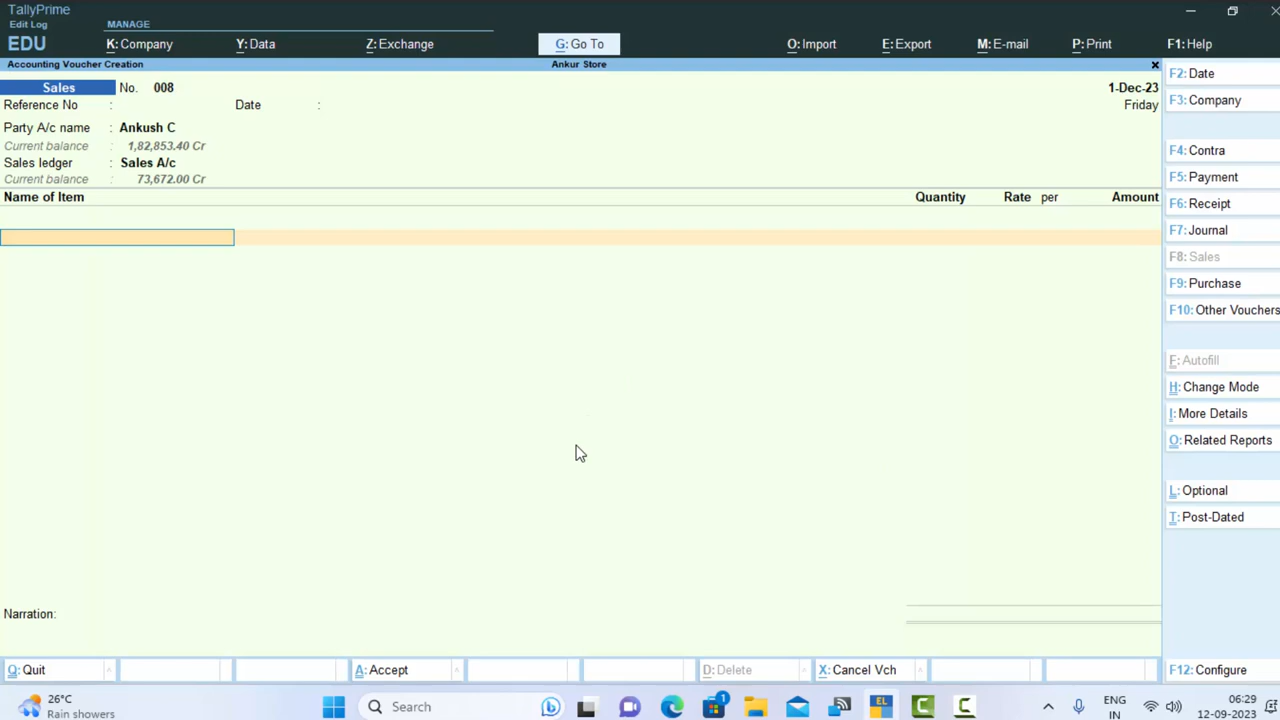 TallyPrime
Edit Log
EDU
MANAGE
K: Company
Y: Data
Z: Exchange
G: Go To
O: Import
E: Export
M: E-mail
P: Print
F1: Help
Accounting Voucher Creation
Ankur Store
Sales No. 008
1-Dec-23
Reference No : Date :
Friday
Party A/c name : Ankush C
Current balance : 1,82,853.40 Cr
Sales ledger : Sales A/c
Current balance : 73,672.00 Cr
Name of Item Quantity Rate per Amount
Narration:
F2: Date
F3: Company
F4: Contra
F5: Payment
F6: Receipt
F7: Journal
F8: Sales
F9: Purchase
F10: Other Vouchers
F: Autofill
H: Change Mode
I: More Details
O: Related Reports
L: Optional
T: Post-Dated
Q: Quit
A: Accept
D: Delete
X: Cancel Vch
F12: Configure
26°C
Rain showers
Search
1
EL
ENG
IN
06:29
12-09-2023